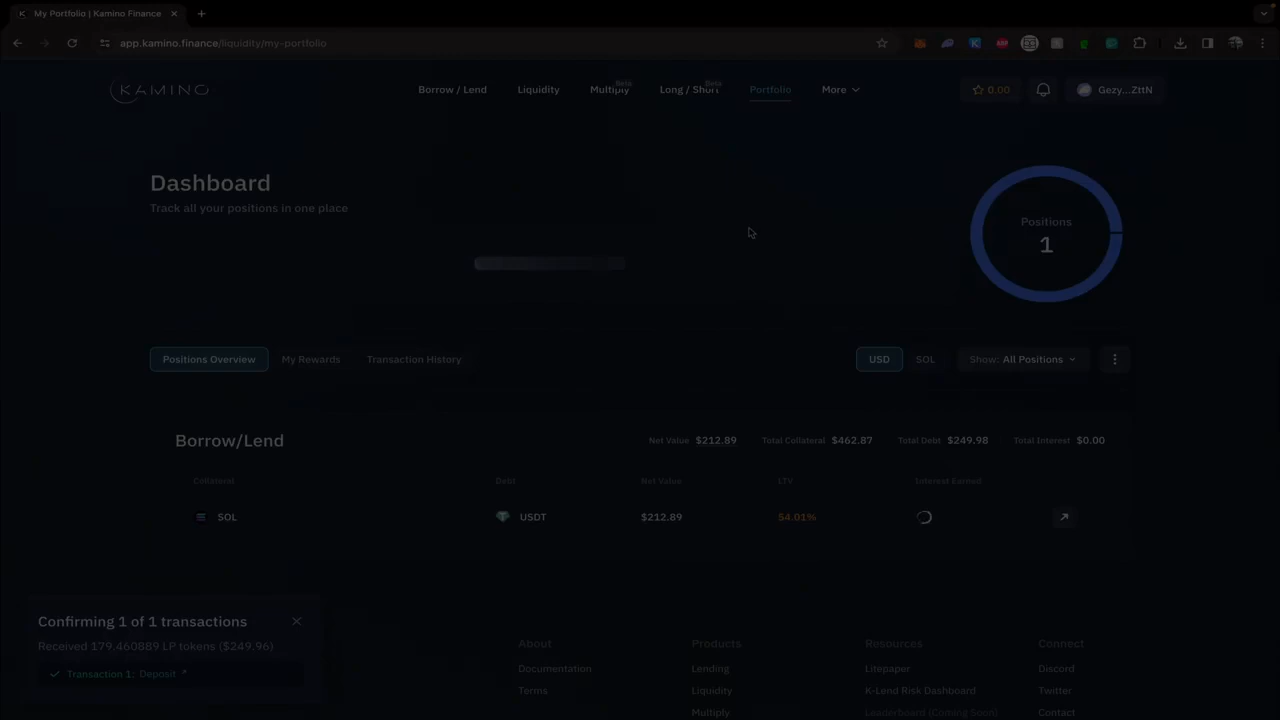 My Portfolio | Kamino Finance
app.kamino.finance/liquidity/my-portfolio
KAMINO
Borrow / Lend
Liquidity
Multiply
Beta
Long / Short
Beta
Portfolio
More
0.00
Gezy...ZttN
Dashboard
Track all your positions in one place
Positions
1
Positions Overview
My Rewards
Transaction History
USD
SOL
Show: All Positions
Borrow/Lend
Net Value $212.89
Total Collateral $462.87
Total Debt $249.98
Total Interest $0.00
Collateral
Debt
Net Value
LTV
Interest Earned
SOL
USDT
$212.89
54.01%
Confirming 1 of 1 transactions
Received 179.460889 LP tokens ($249.96)
Transaction 1: Deposit
About
Products
Resources
Connect
Documentation
Lending
Litepaper
Discord
Terms
Liquidity
K-Lend Risk Dashboard
Twitter
Multiply
Leaderboard (Coming Soon)
Contact